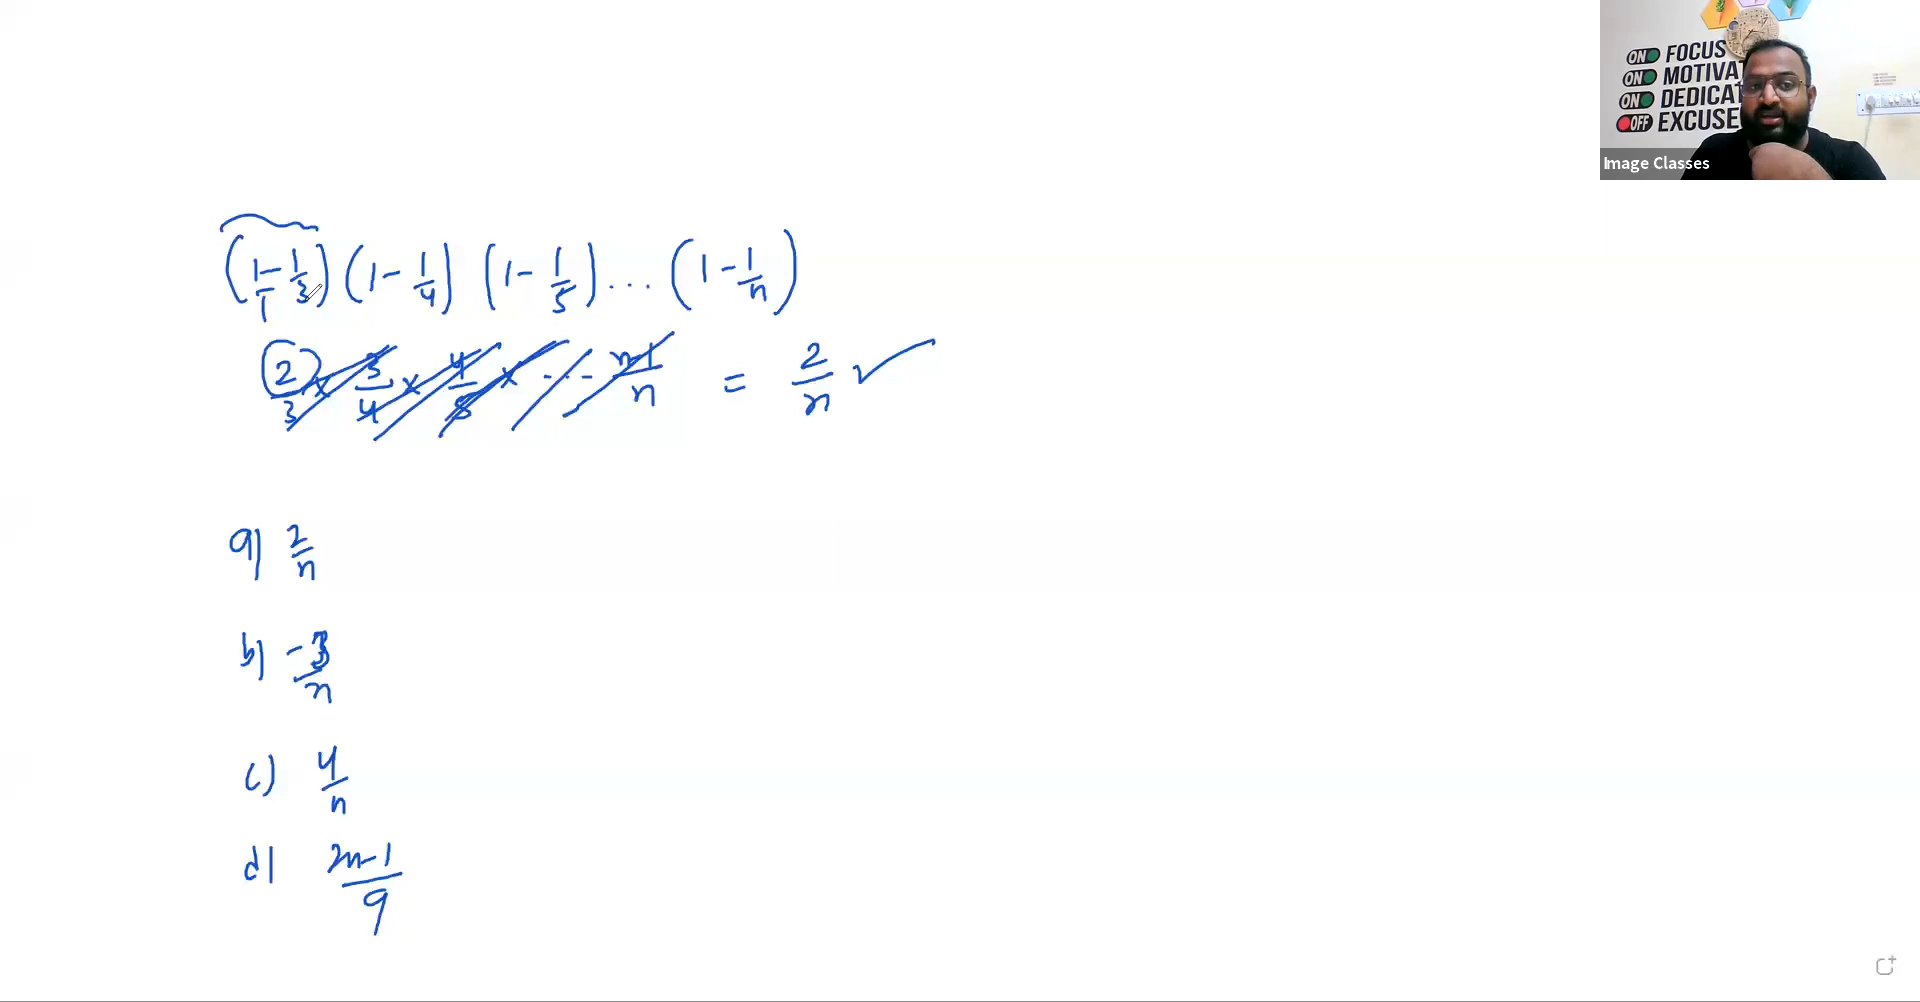 ON FOCUS
ON MOTIVA
ON DEDICAT
OFF EXCUSE
Image Classes
(1/1 - 1/3) (1 - 1/4) (1 - 1/5) ... (1 - 1/n)
2/3 × 3/4 × 4/5 × ... n-1/n = 2/n ✓
a) 2/n
b) -3/n
c) 4/n
d) 2n-1/9